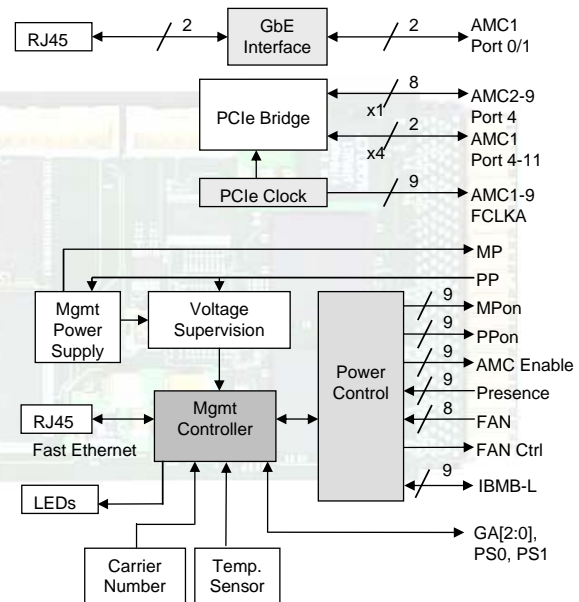 RJ45
2
GbE
Interface
2
AMC1
Port 0/1
PCIe Bridge
8
x1
AMC2-9
Port 4
2
x4
AMC1
Port 4-11
PCIe Clock
9
AMC1-9
FCLKA
MP
PP
Mgmt
Power
Supply
Voltage
Supervision
Power
Control
9
MPon
9
PPon
9
AMC Enable
9
Presence
8
FAN
FAN Ctrl
9
IBMB-L
RJ45
Fast Ethernet
Mgmt
Controller
LEDs
Carrier
Number
Temp.
Sensor
GA[2:0],
PS0, PS1